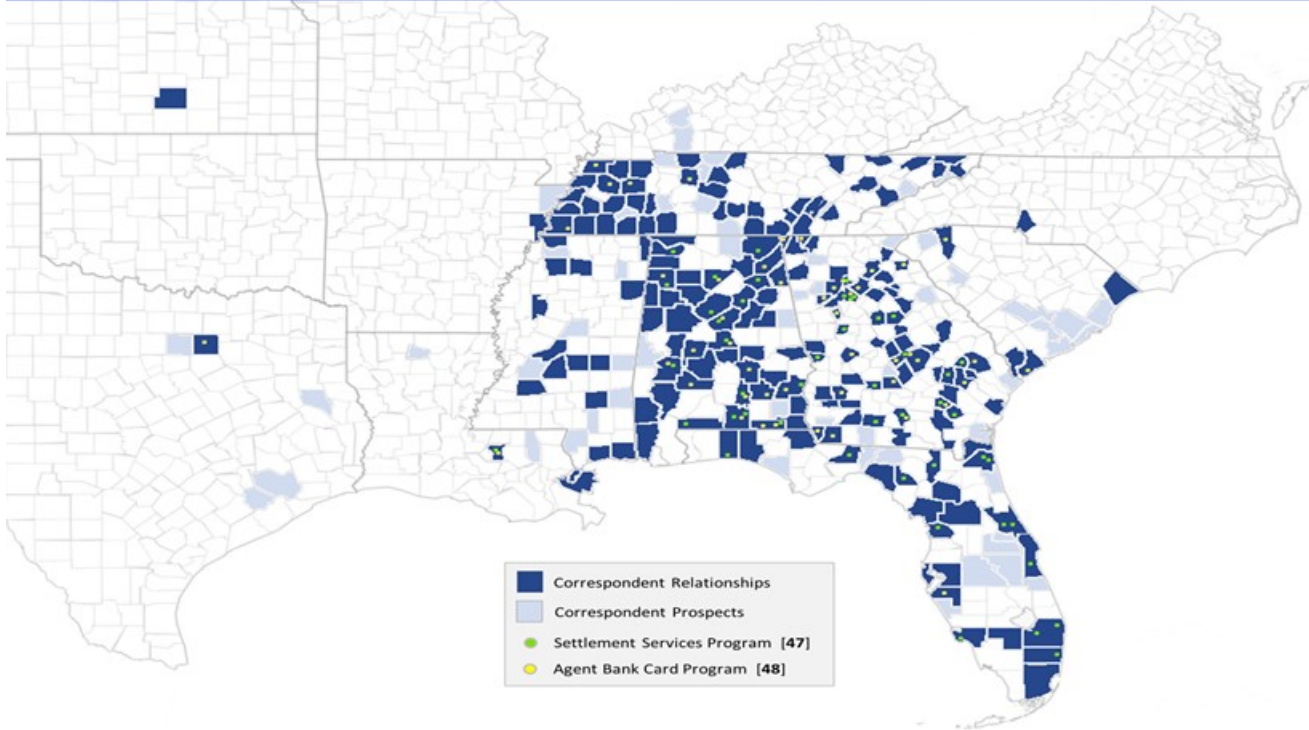 Correspondent Relationships
Correspondent Prospects
Settlement Services Program [47]
Agent Bank Card Program [48]